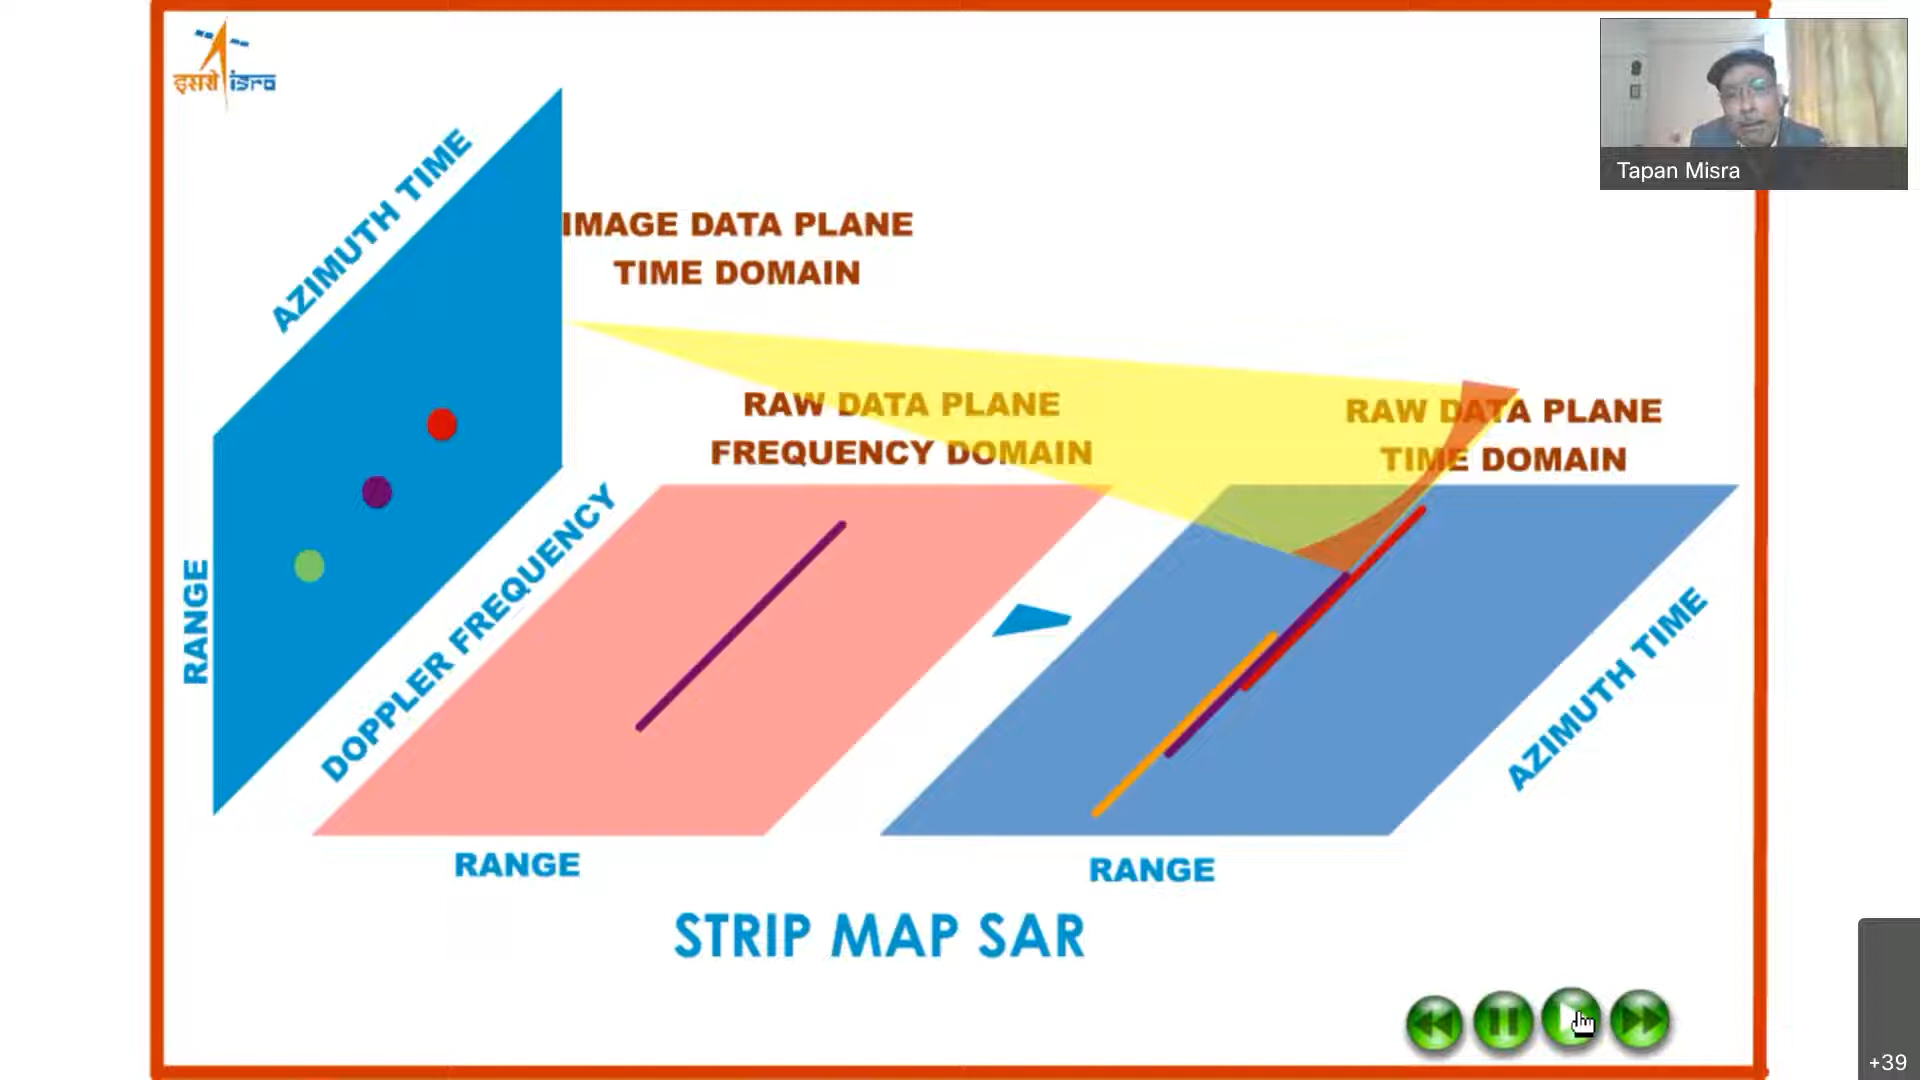 इसरो isro
Tapan Misra
AZIMUTH TIME
IMAGE DATA PLANE
TIME DOMAIN
RAW DATA PLANE
FREQUENCY DOMAIN
RAW DATA PLANE
TIME DOMAIN
RANGE
DOPPLER FREQUENCY
AZIMUTH TIME
RANGE
RANGE
STRIP MAP SAR
+39